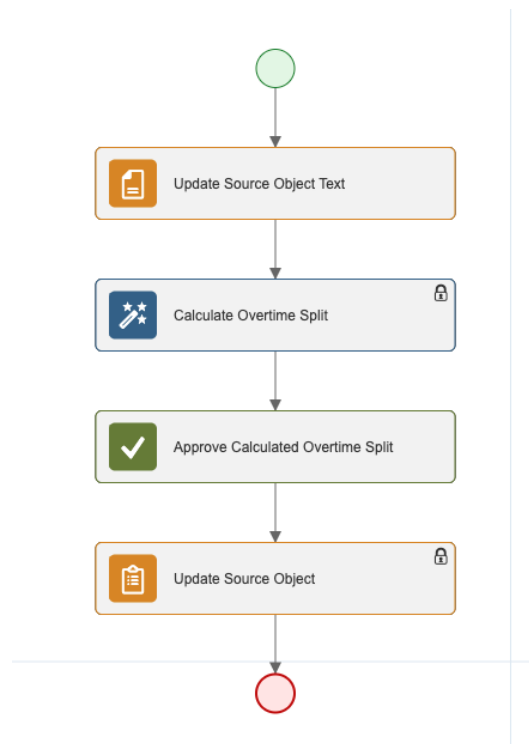 Update Source Object Text
Calculate Overtime Split
Approve Calculated Overtime Split
Update Source Object